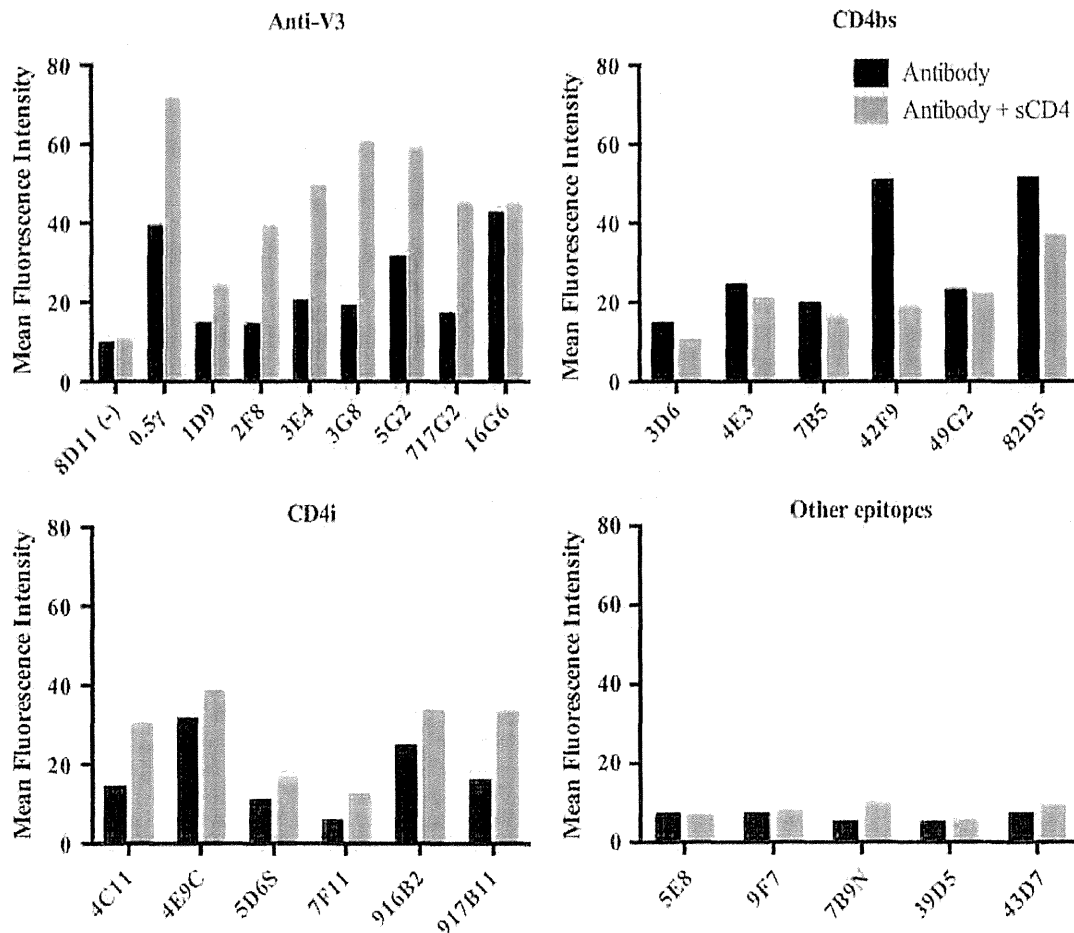 Anti-V3
Mean Fluorescence Intensity
80
60
40
20
0
8D11 (-)
0.5γ
1D9
2F8
3E4
3G8
5G2
717G2
16G6
CD4bs
Antibody
Antibody + sCD4
Mean Fluorescence Intensity
80
60
40
20
0
3D6
4E3
7B5
42F9
49G2
82D5
CD4i
Mean Fluorescence Intensity
80
60
40
20
0
4C11
4E9C
5D6S
7F11
916B2
917B11
Other epitopes
Mean Fluorescence Intensity
80
60
40
20
0
5E8
9F7
7B9N
39D5
43D7